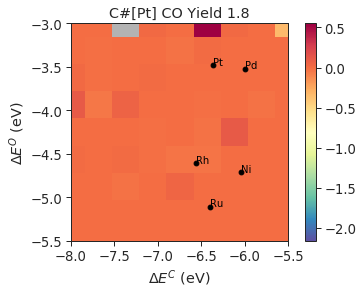 C#[Pt] CO Yield 1.8
−3.0
−3.5
−4.0
−4.5
−5.0
−5.5
ΔE^O (eV)
Pt
Pd
Rh
Ni
Ru
−8.0 −7.5 −7.0 −6.5 −6.0 −5.5
ΔE^C (eV)
0.5
0.0
−0.5
−1.0
−1.5
−2.0